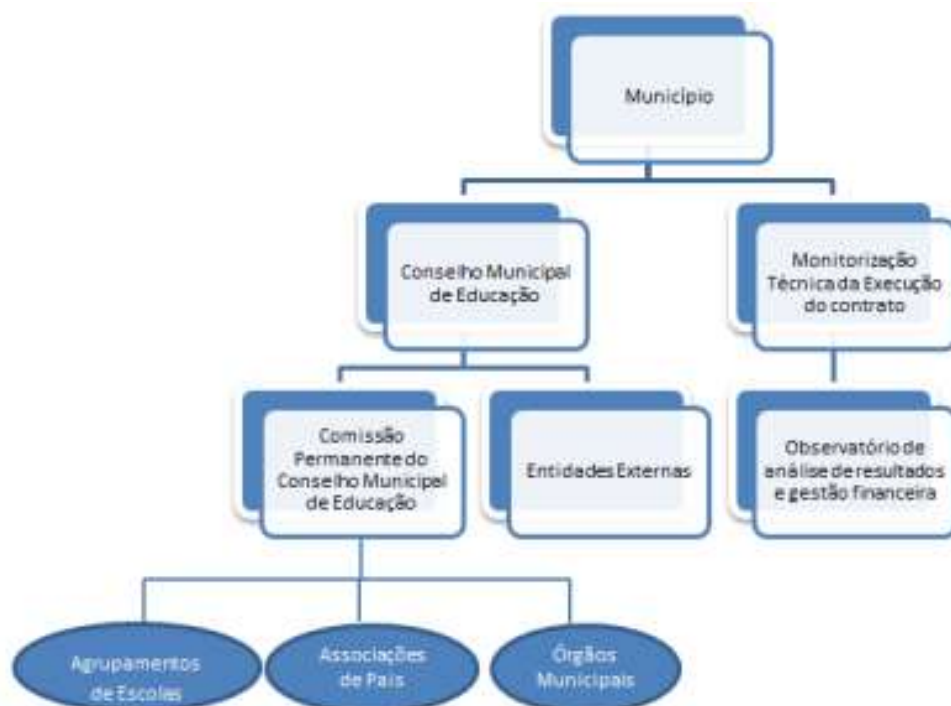 Município
Conselho Municipal
de Educação
Monitorização
Técnica da Execução
do contrato
Comissão
Permanente do
Conselho Municipal
de Educação
Entidades Externas
Observatório de
análise de resultados
e gestão financeira
Agrupamentos
de Escolas
Associações
de Pais
Órgãos
Municipais